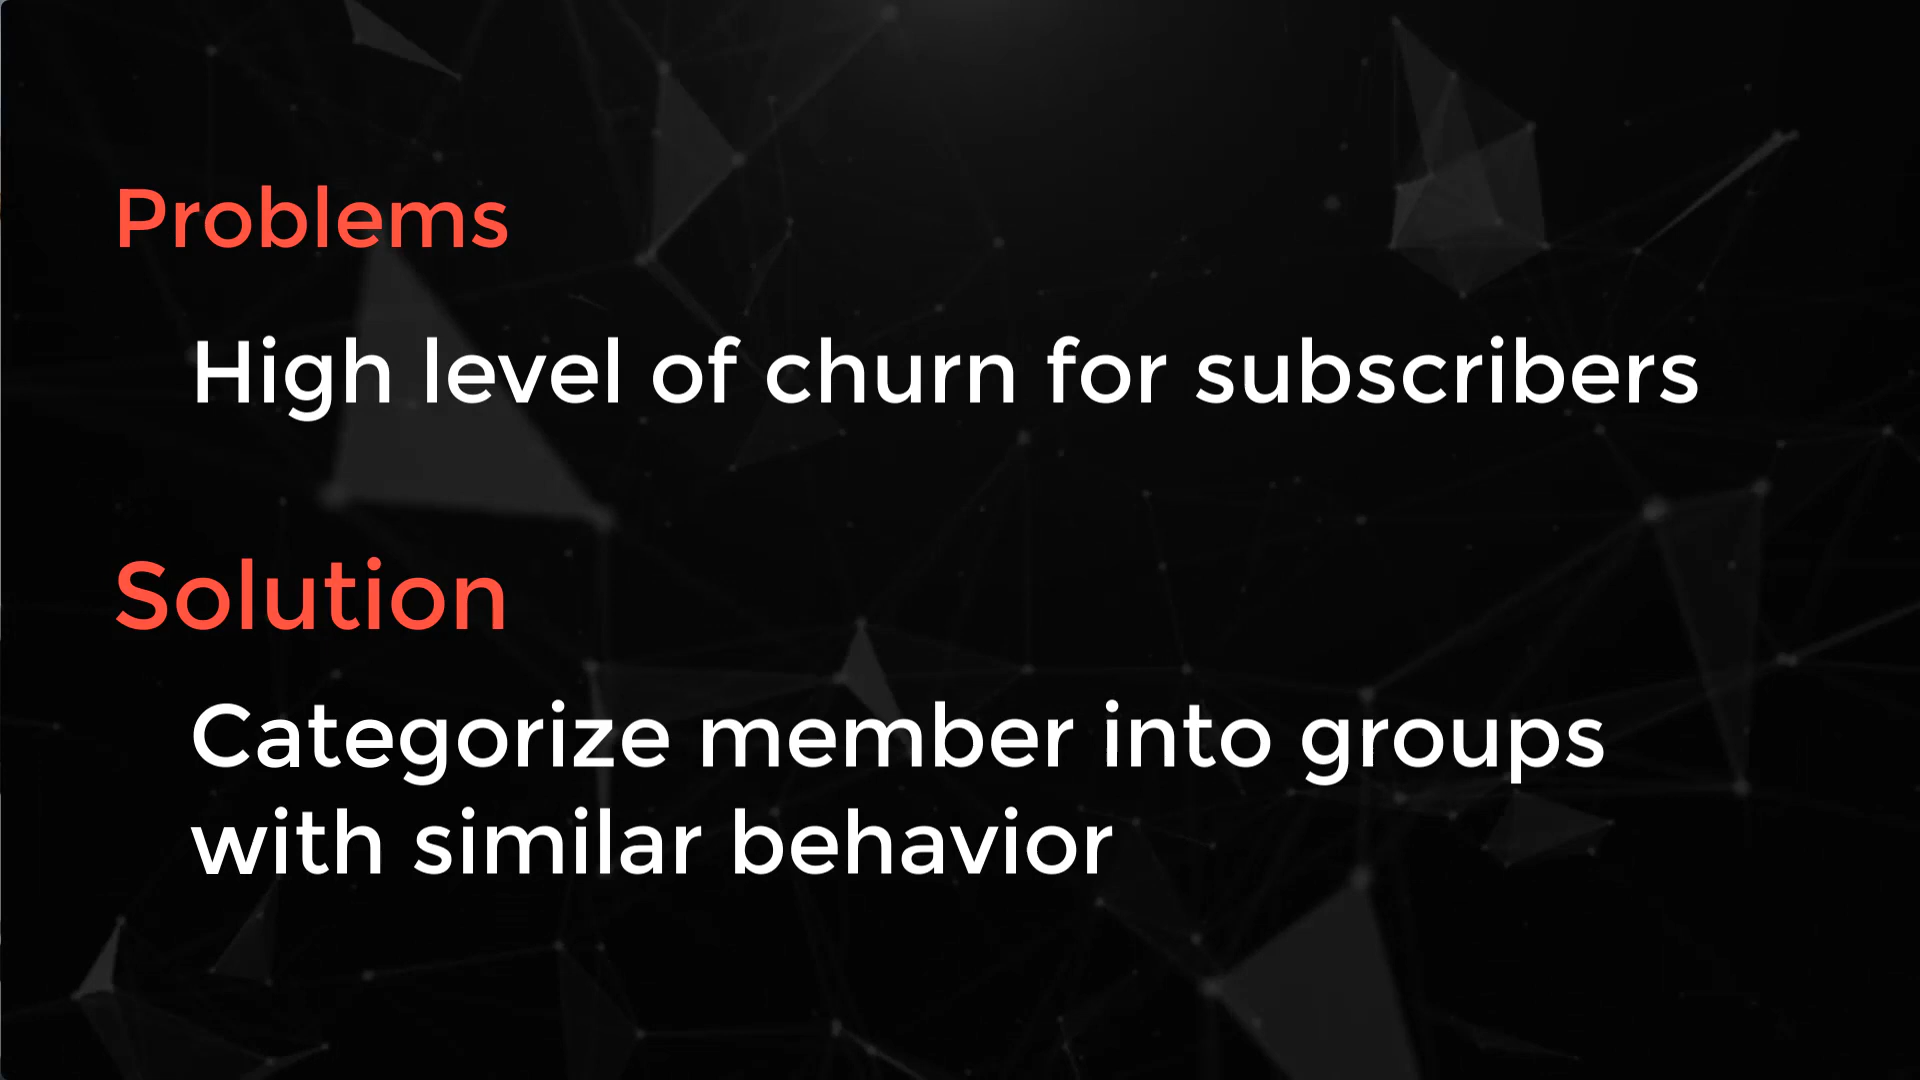 Problems
High level of churn for subscribers
Solution
Categorize member into groups
with similar behavior